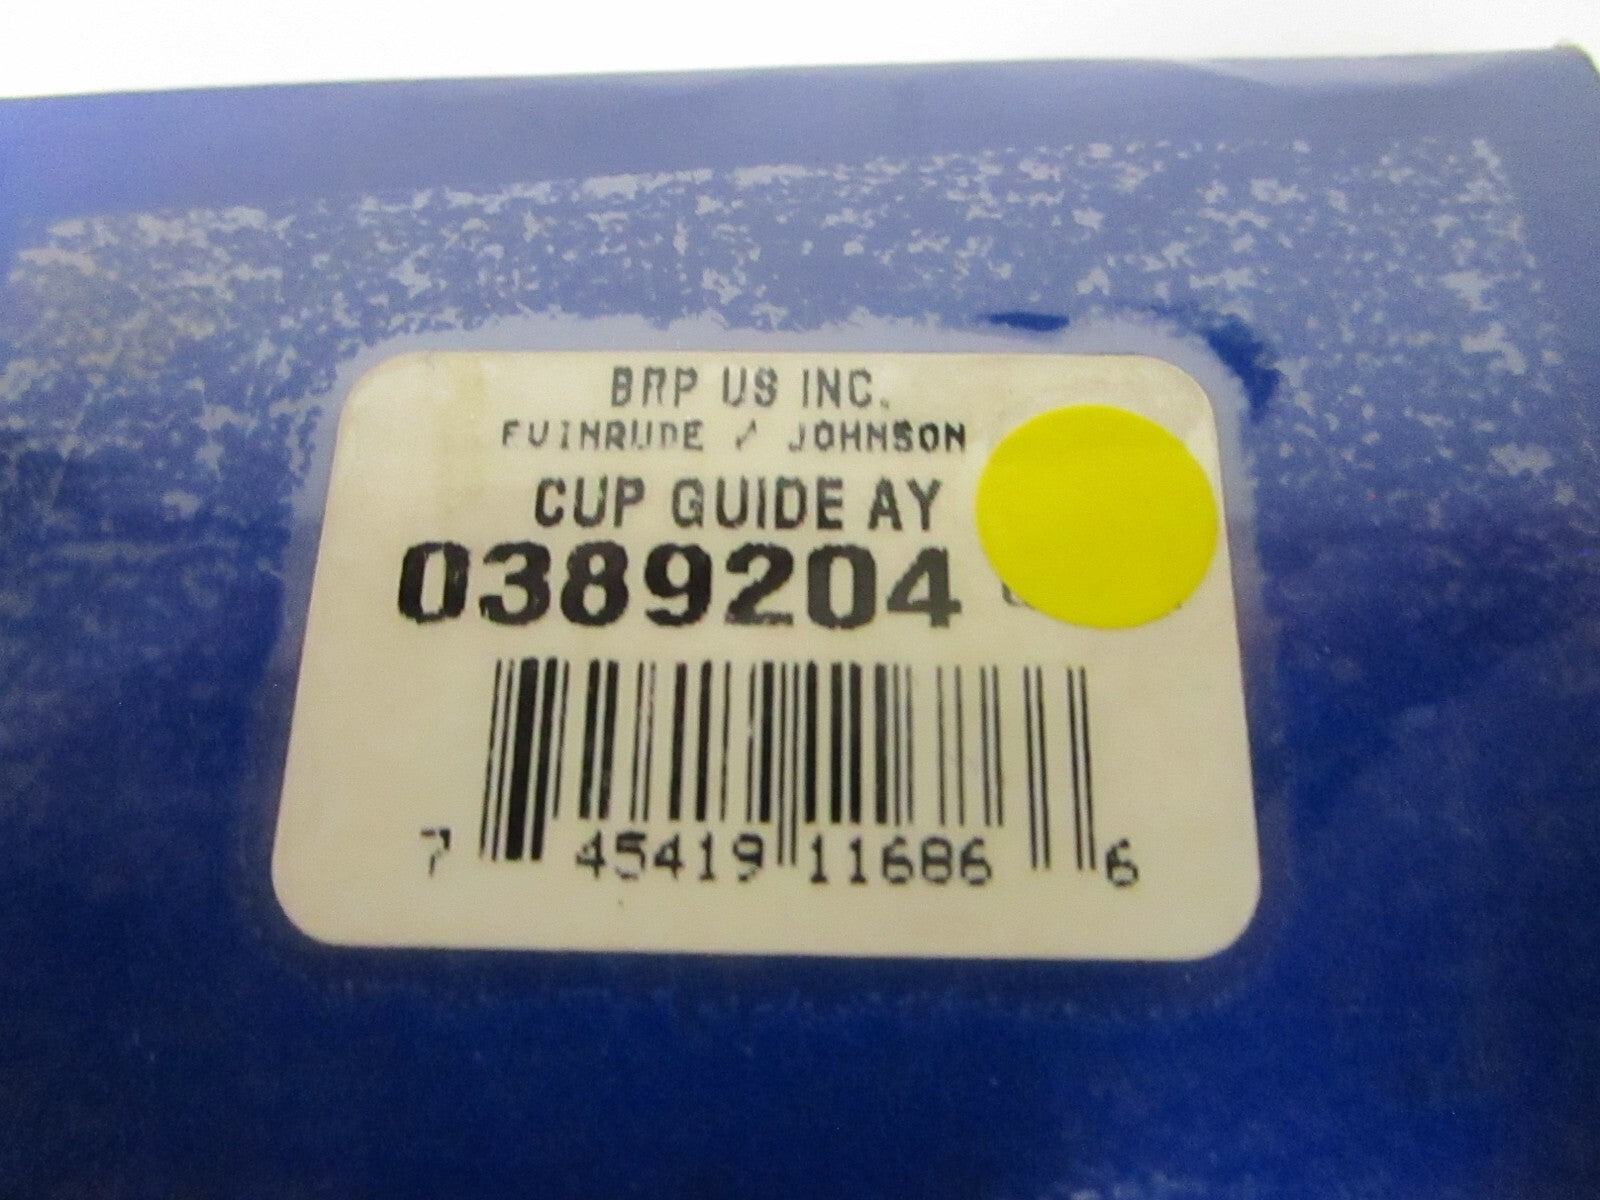 BRP US INC.
EVINRUDE / JOHNSON
CUP GUIDE AY
0389204
7 45419 11686 6